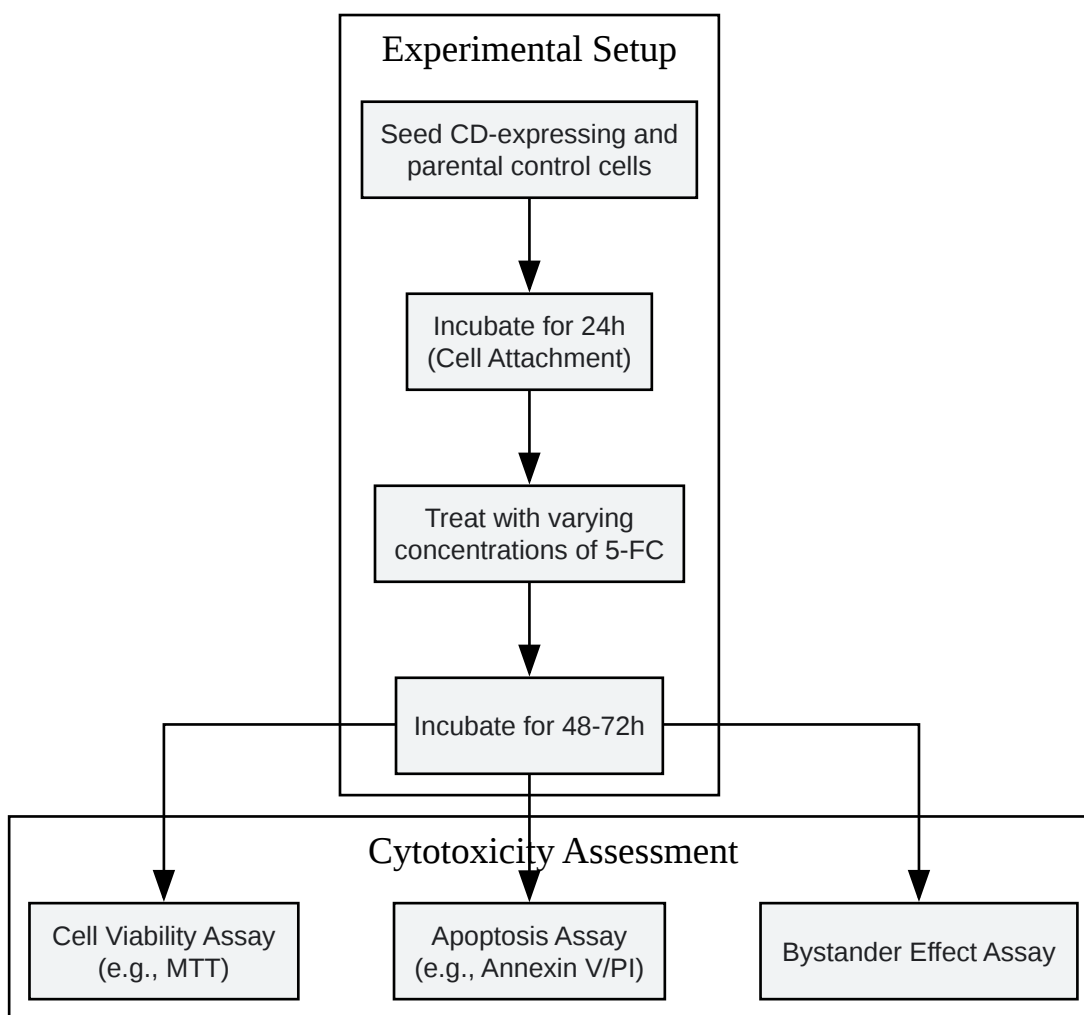 Experimental Setup
Seed CD-expressing and
parental control cells
Incubate for 24h
(Cell Attachment)
Treat with varying
concentrations of 5-FC
Incubate for 48-72h
Cytotoxicity Assessment
Cell Viability Assay
(e.g., MTT)
Apoptosis Assay
(e.g., Annexin V/PI)
Bystander Effect Assay